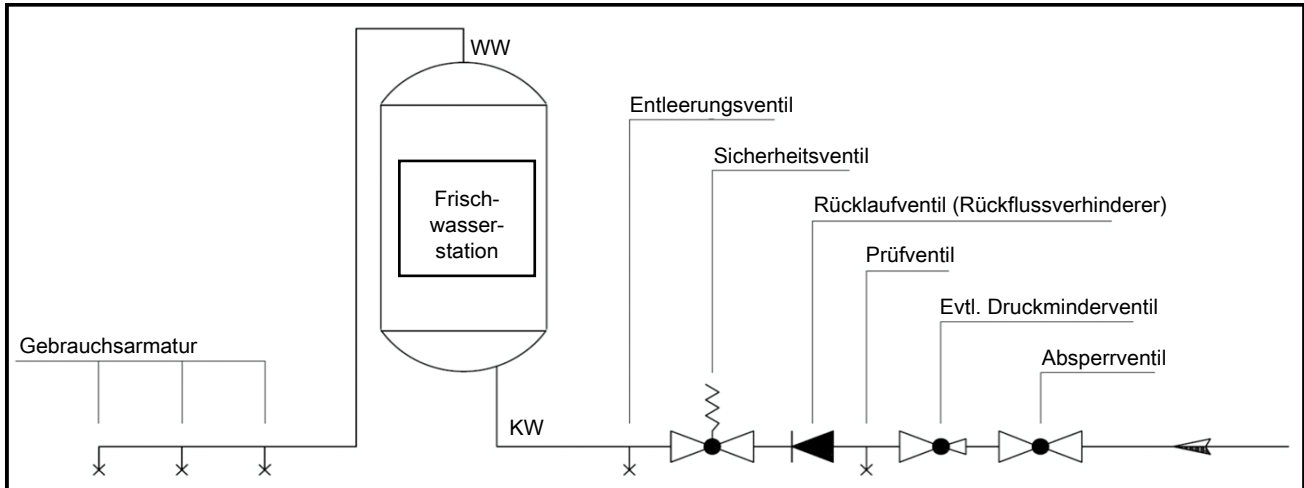 WW
Entleerungsventil
Sicherheitsventil
Frisch-
wasser-
station
Rücklaufventil (Rückflussverhinderer)
Prüfventil
Evtl. Druckminderventil
Gebrauchsarmatur
Absperrventil
KW